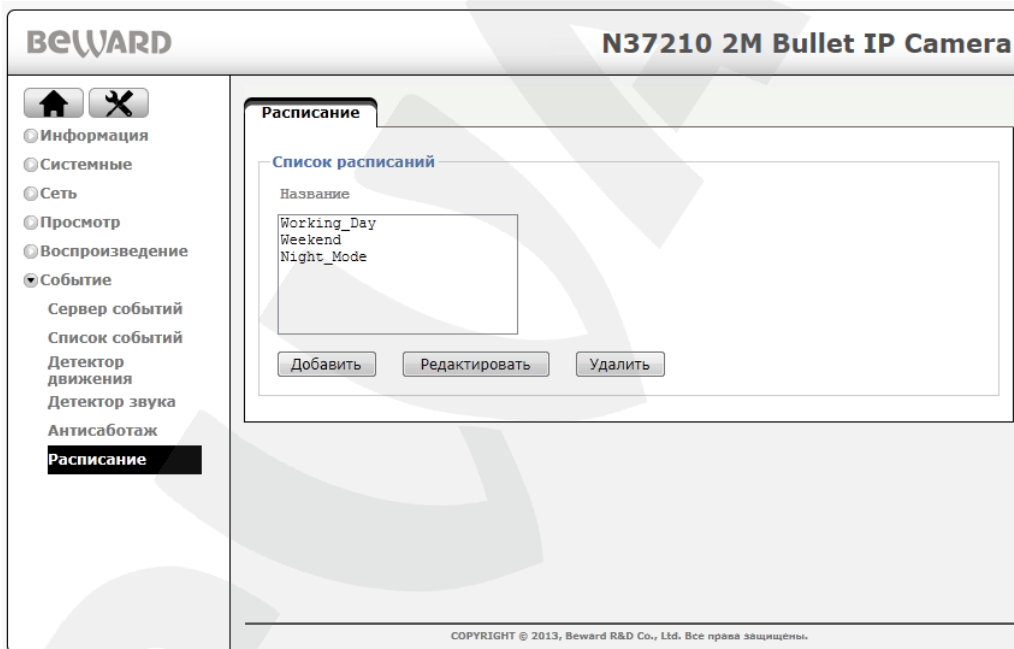 BEWARD
N37210 2M Bullet IP Camera
Информация
Системные
Сеть
Просмотр
Воспроизведение
Событие
Сервер событий
Список событий
Детектор
движения
Детектор звука
Антисаботаж
Расписание
Расписание
Список расписаний
Название
Working_Day
Weekend
Night_Mode
Добавить
Редактировать
Удалить
COPYRIGHT © 2013, Beward R&D Co., Ltd. Все права защищены.